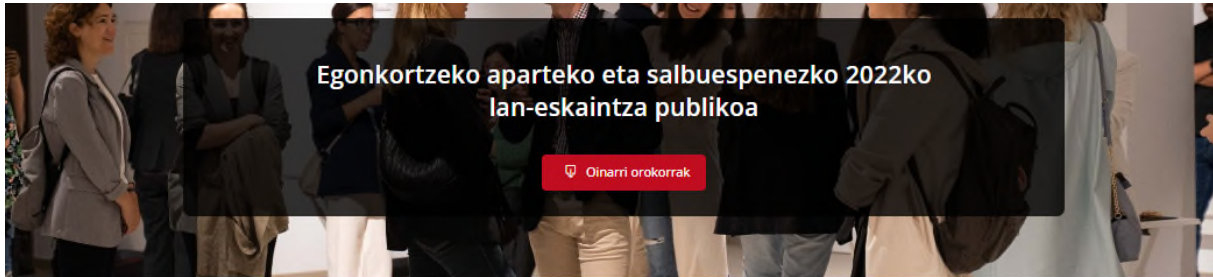 Egonkortzeko aparteko eta salbuespenezko 2022ko
lan-eskaintza publikoa
Oinarri orokorrak